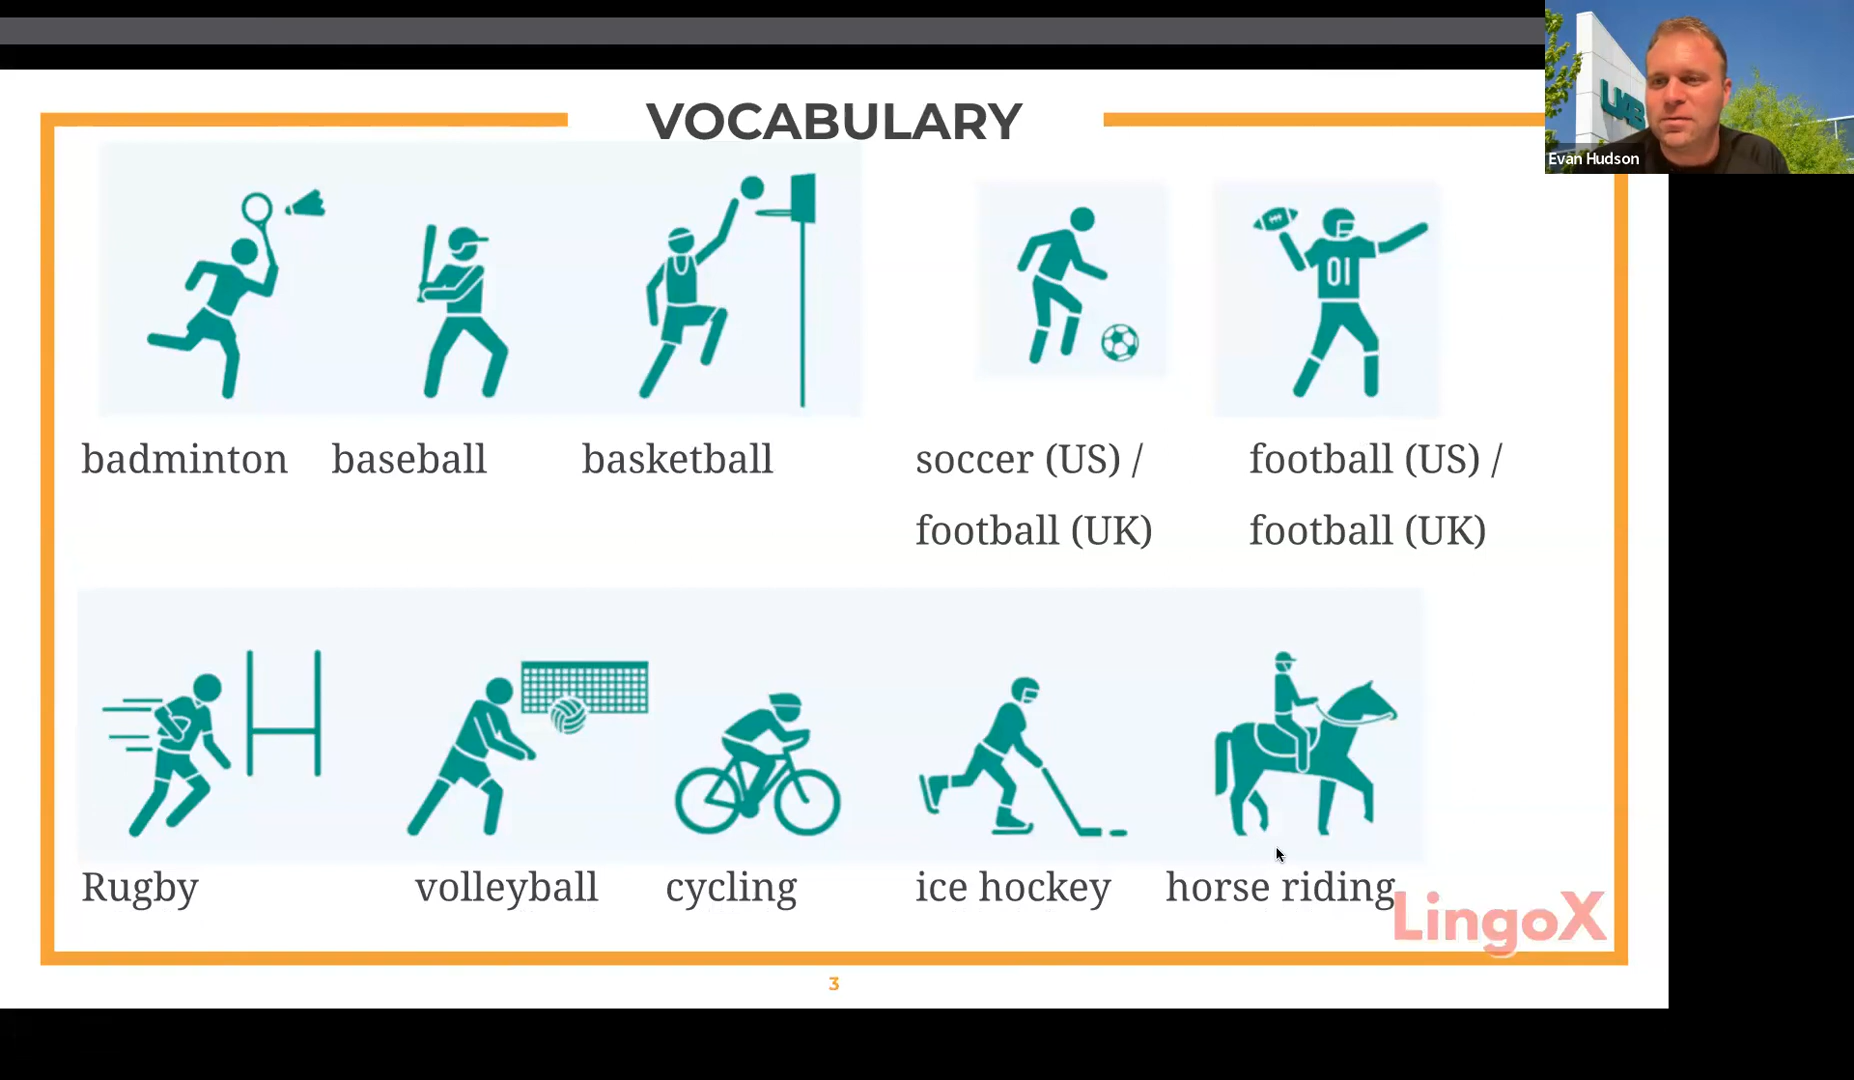 VOCABULARY
UAB
Evan Hudson
01
badminton
baseball
basketball
soccer (US) /
football (UK)
football (US) /
football (UK)
Rugby
volleyball
cycling
ice hockey
horse riding
LingoX
3